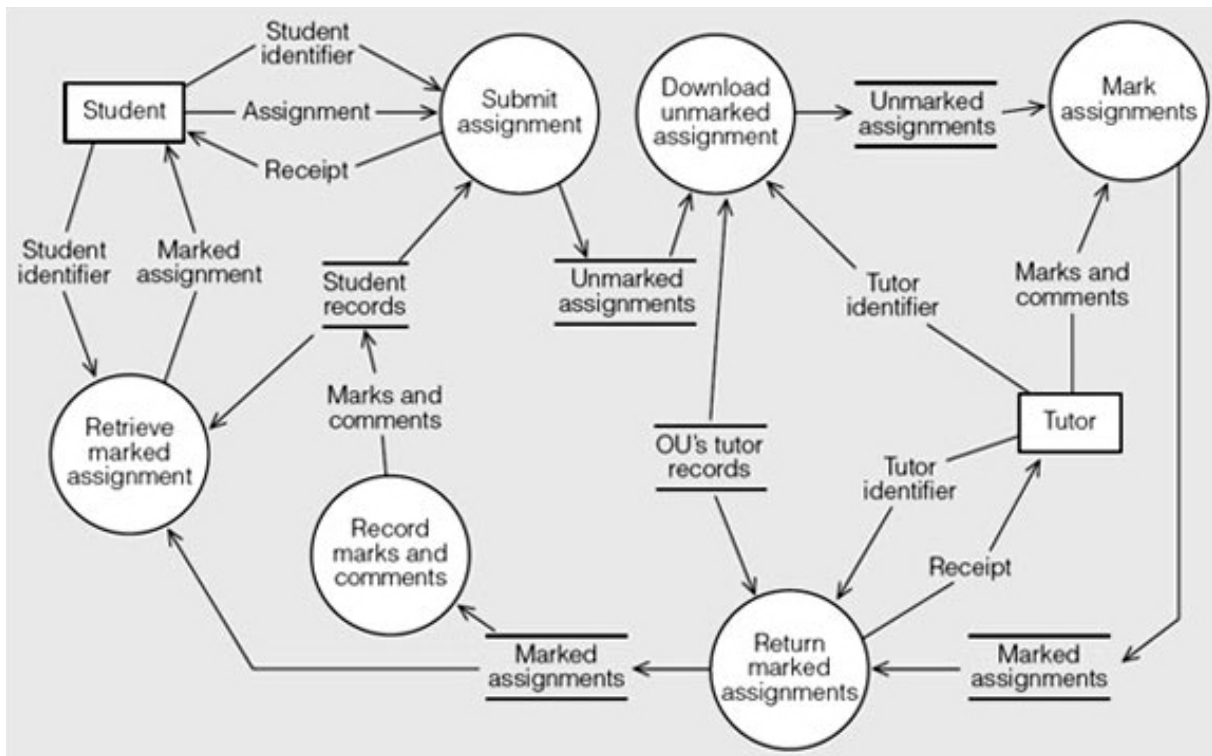 Student
identifier
Student
Assignment
Receipt
Submit
assignment
Download
unmarked
assignment
Unmarked
assignments
Mark
assignments
Student
identifier
Marked
assignment
Student
records
Unmarked
assignments
Tutor
identifier
Marks and
comments
Retrieve
marked
assignment
Marks and
comments
OU's tutor
records
Tutor
Tutor
identifier
Record
marks and
comments
Receipt
Marked
assignments
Return
marked
assignments
Marked
assignments